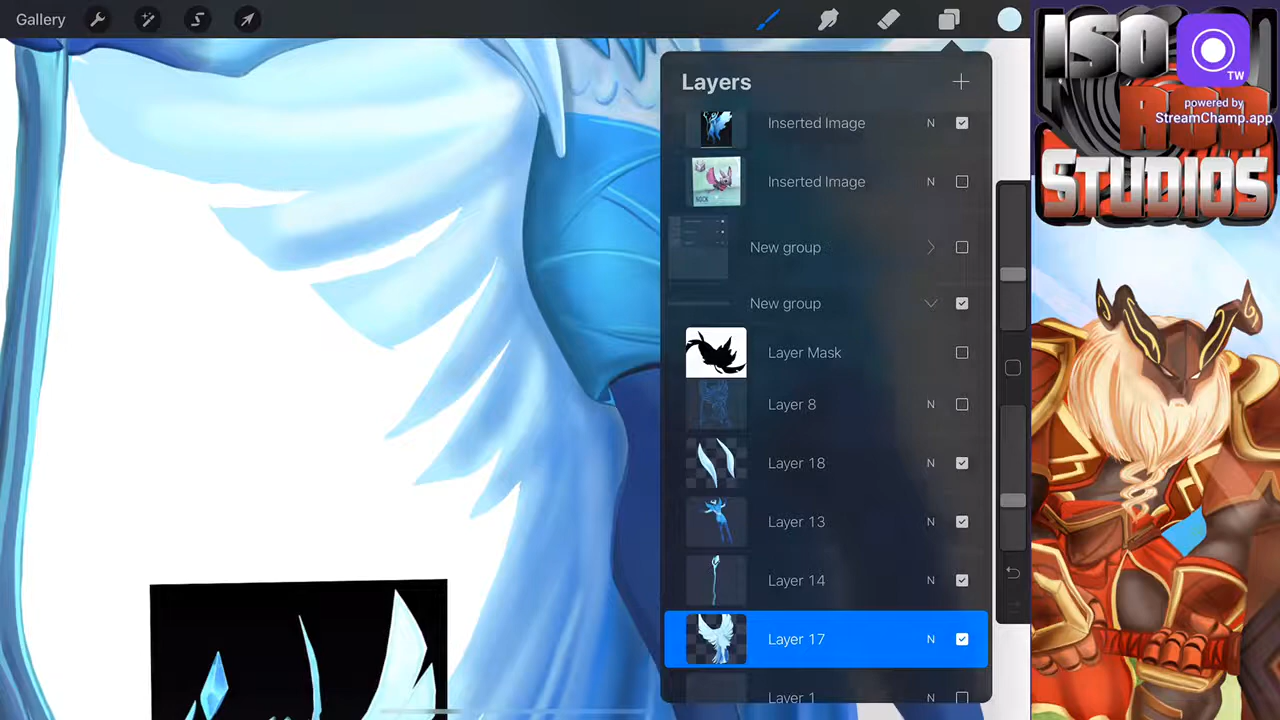 Gallery
Layers
Inserted Image N
Inserted Image N
New group
New group
Layer Mask
Layer 8 N
Layer 18 N
Layer 13 N
Layer 14 N
Layer 17 N
Layer 1 N
ISO
ROD
STUDIOS
TW
powered by
StreamChamp.app